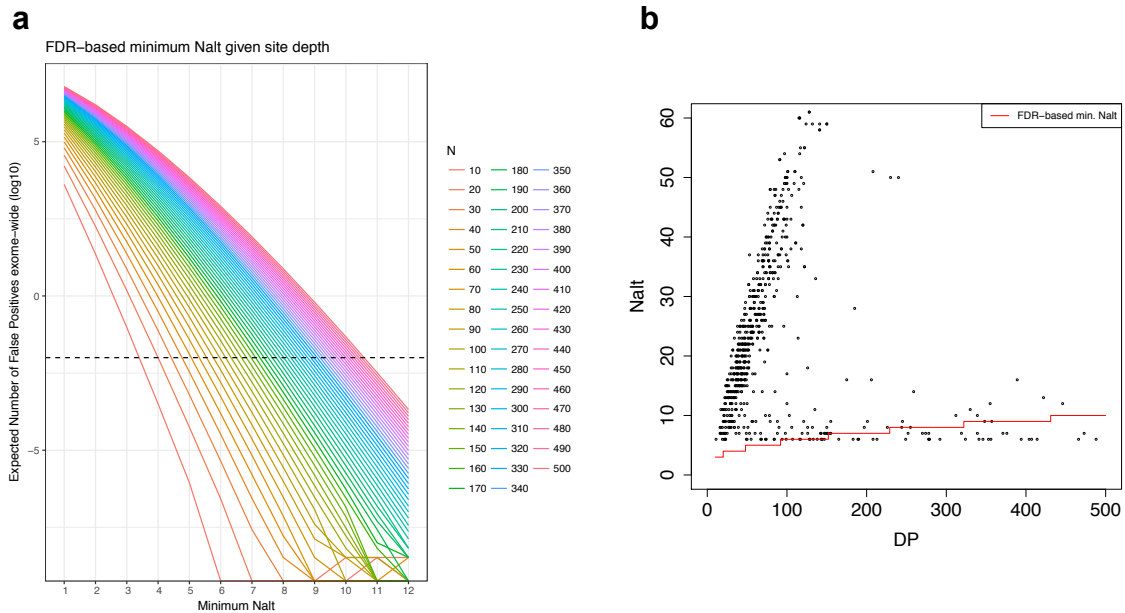 a
FDR−based minimum Nalt given site depth
Expected Number of False Positives exome−wide (log10)
5
0
−5
1 2 3 4 5 6 7 8 9 10 11 12
Minimum Nalt
N
10 180 350
20 190 360
30 200 370
40 210 380
50 220 390
60 230 400
70 240 410
80 250 420
90 260 430
100 270 440
110 280 450
120 290 460
130 300 470
140 310 480
150 320 490
160 330 500
170 340
b
FDR−based min. Nalt
Nalt
60
50
40
30
20
10
0
0 100 200 300 400 500
DP